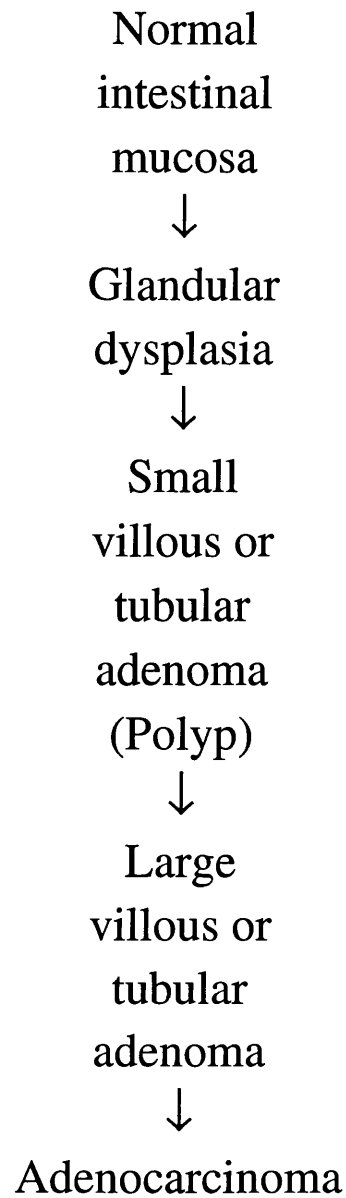 Normal
intestinal
mucosa
↓
Glandular
dysplasia
↓
Small
villous or
tubular
adenoma
(Polyp)
↓
Large
villous or
tubular
adenoma
↓
Adenocarcinoma